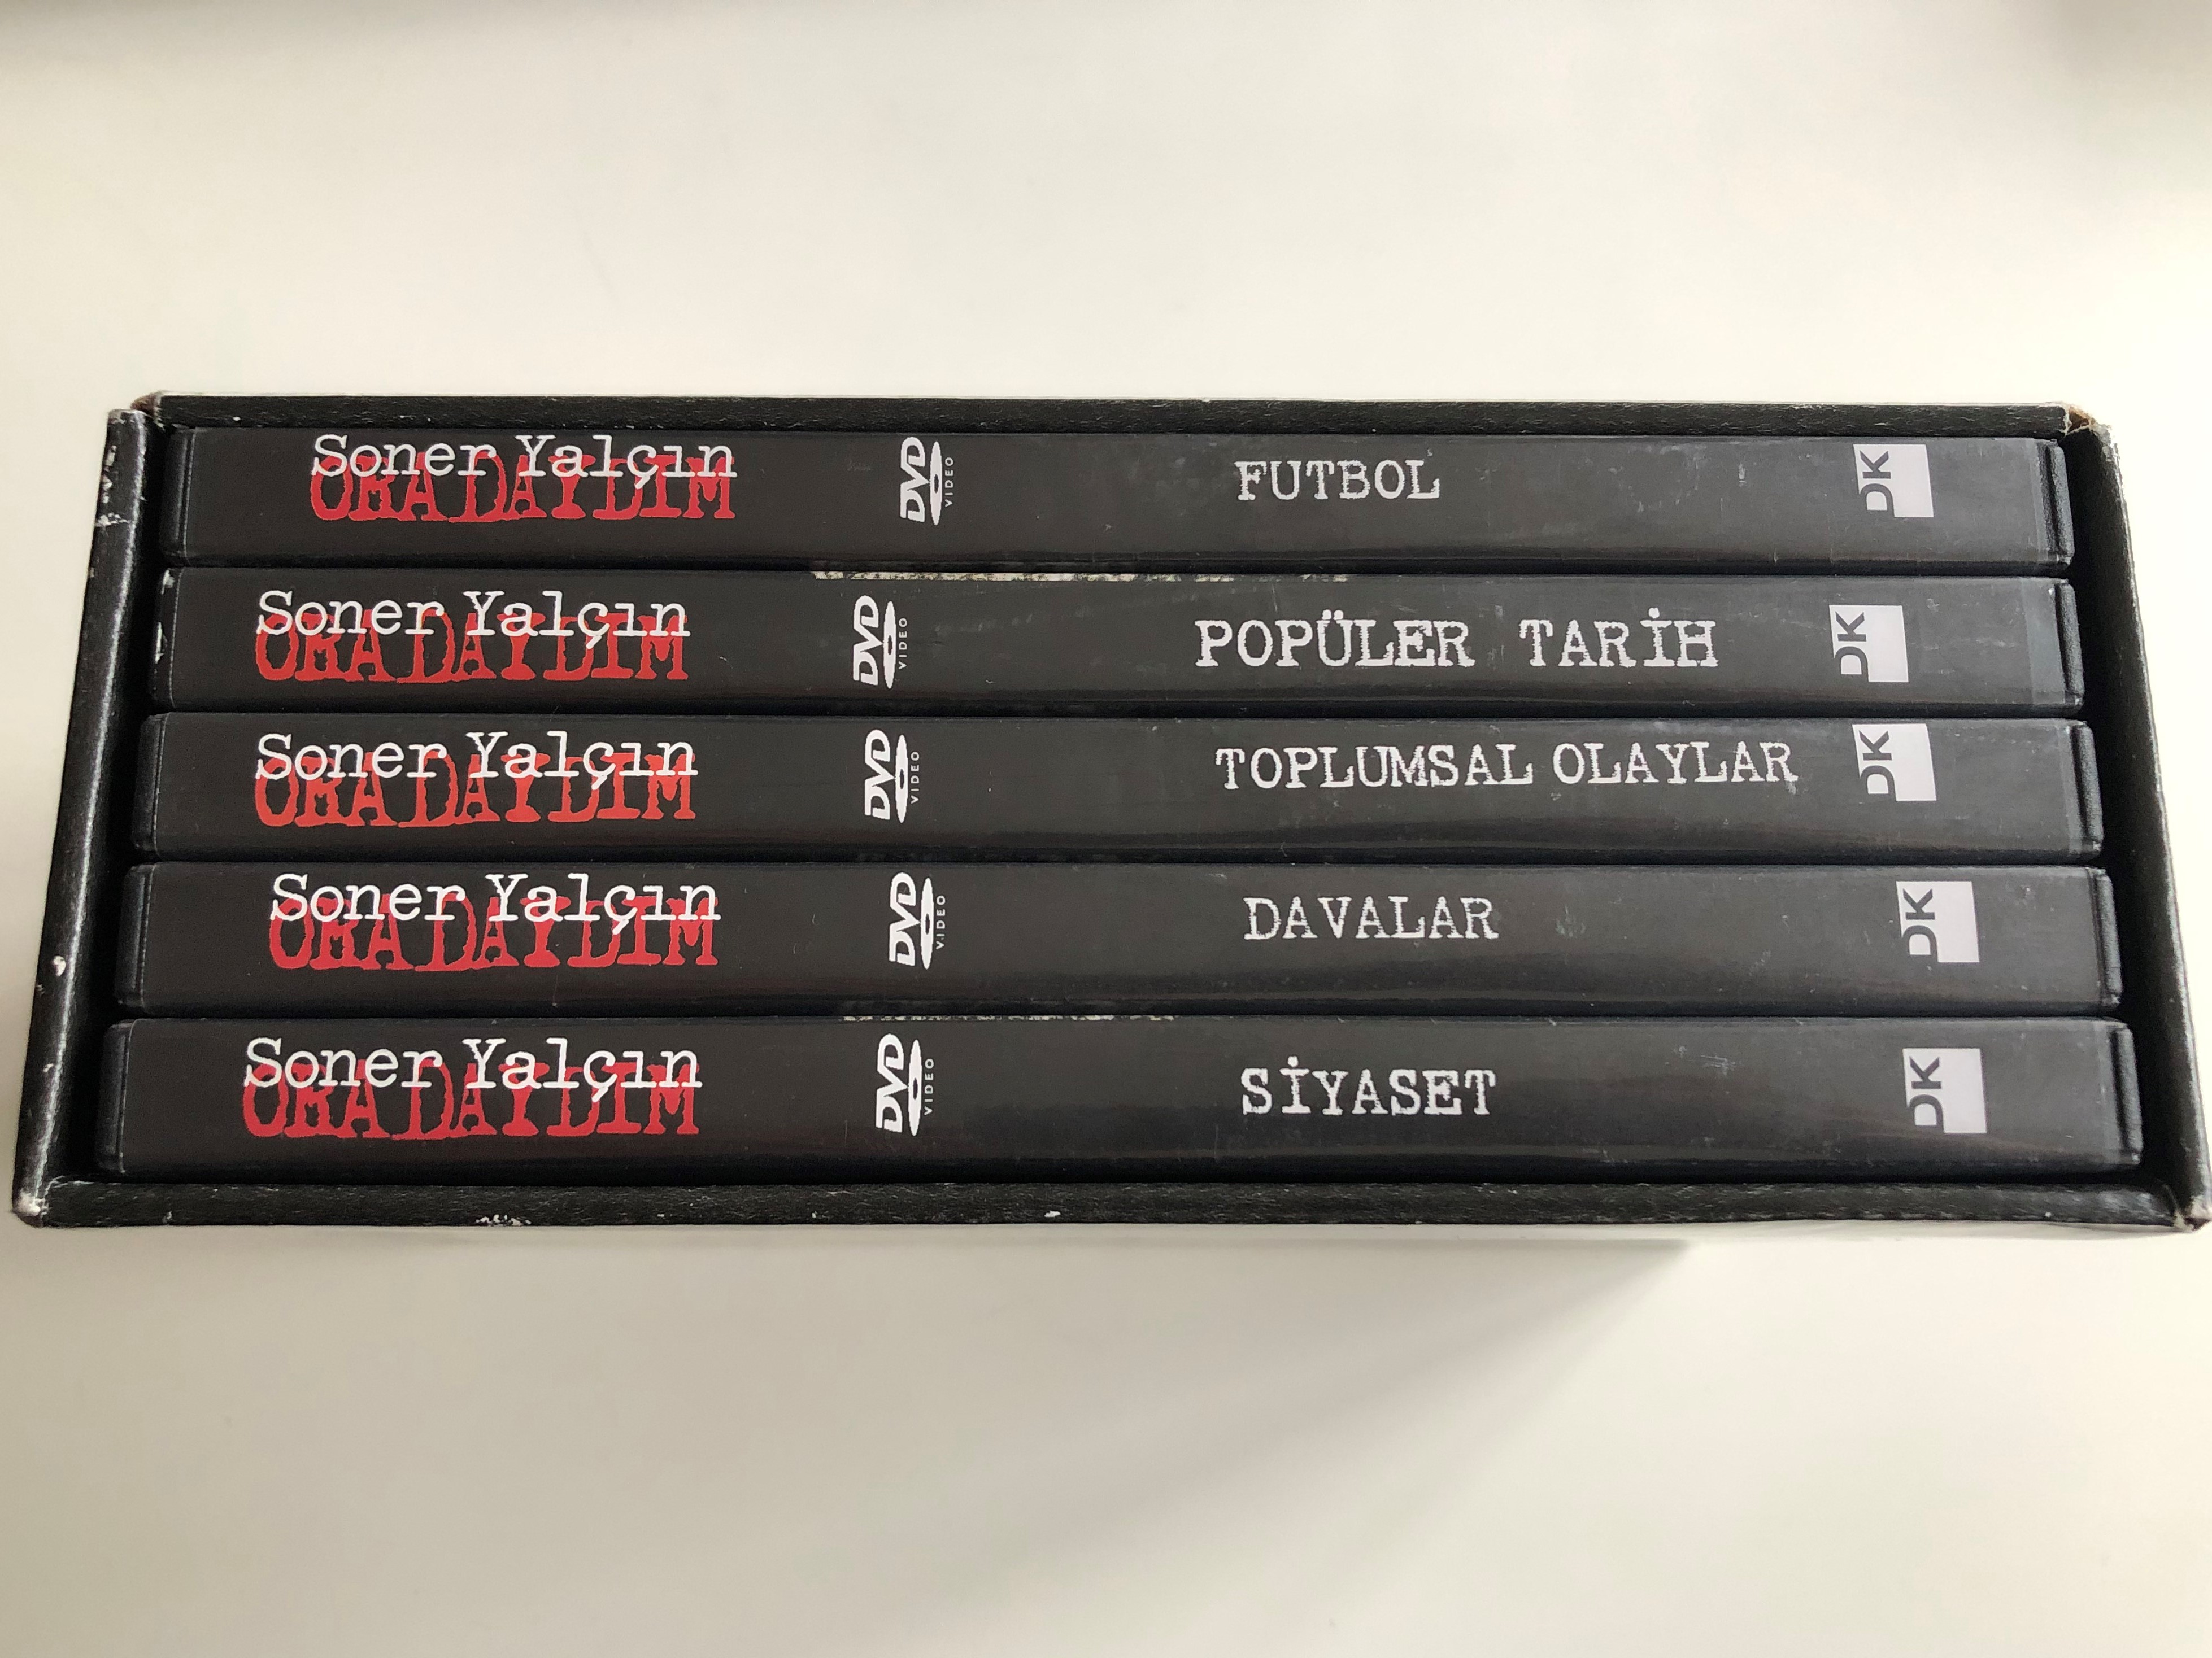 Soner Yalçın
ORADAYDIM
DVD
VIDEO
FUTBOL
DK
Soner Yalçın
ORADAYDIM
DVD
VIDEO
POPÜLER TARİH
DK
Soner Yalçın
ORADAYDIM
DVD
VIDEO
TOPLUMSAL OLAYLAR
DK
Soner Yalçın
ORADAYDIM
DVD
VIDEO
DAVALAR
DK
Soner Yalçın
ORADAYDIM
DVD
VIDEO
SİYASET
DK